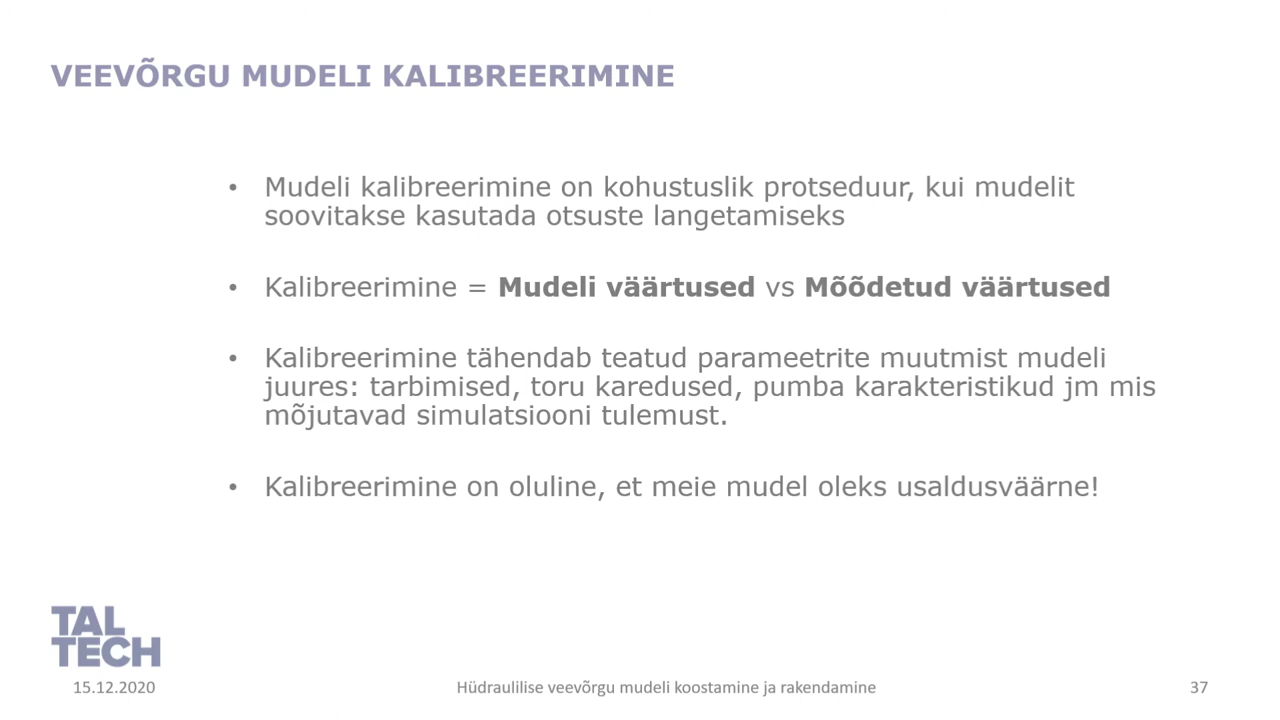 VEEVÕRGU MUDELI KALIBREERIMINE
• Mudeli kalibreerimine on kohustuslik protseduur, kui mudelit
soovitakse kasutada otsuste langetamiseks
• Kalibreerimine = Mudeli väärtused vs Mõõdetud väärtused
• Kalibreerimine tähendab teatud parameetrite muutmist mudeli
juures: tarbimised, toru karedused, pumba karakteristikud jm mis
mõjutavad simulatsiooni tulemust.
• Kalibreerimine on oluline, et meie mudel oleks usaldusväärne!
TAL
TECH
15.12.2020
Hüdraulilise veevõrgu mudeli koostamine ja rakendamine
37